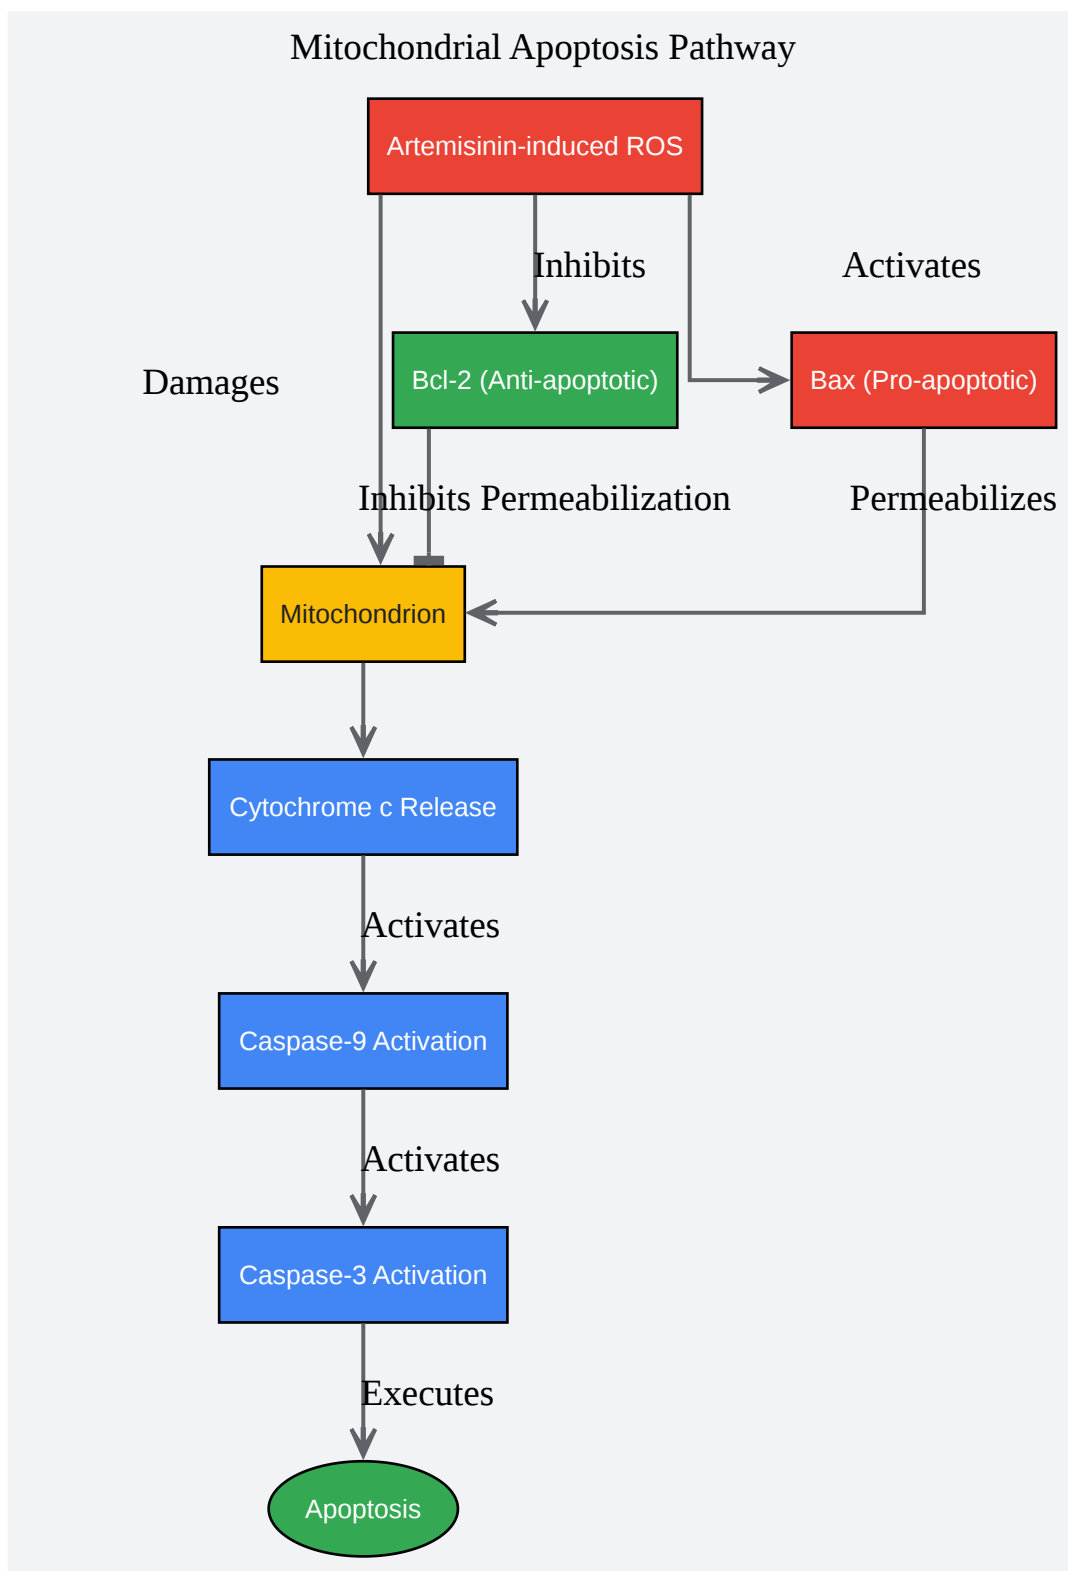 Mitochondrial Apoptosis Pathway
Artemisinin-induced ROS
Inhibits
Activates
Damages
Bcl-2 (Anti-apoptotic)
Bax (Pro-apoptotic)
Inhibits Permeabilization
Permeabilizes
Mitochondrion
Cytochrome c Release
Activates
Caspase-9 Activation
Activates
Caspase-3 Activation
Executes
Apoptosis